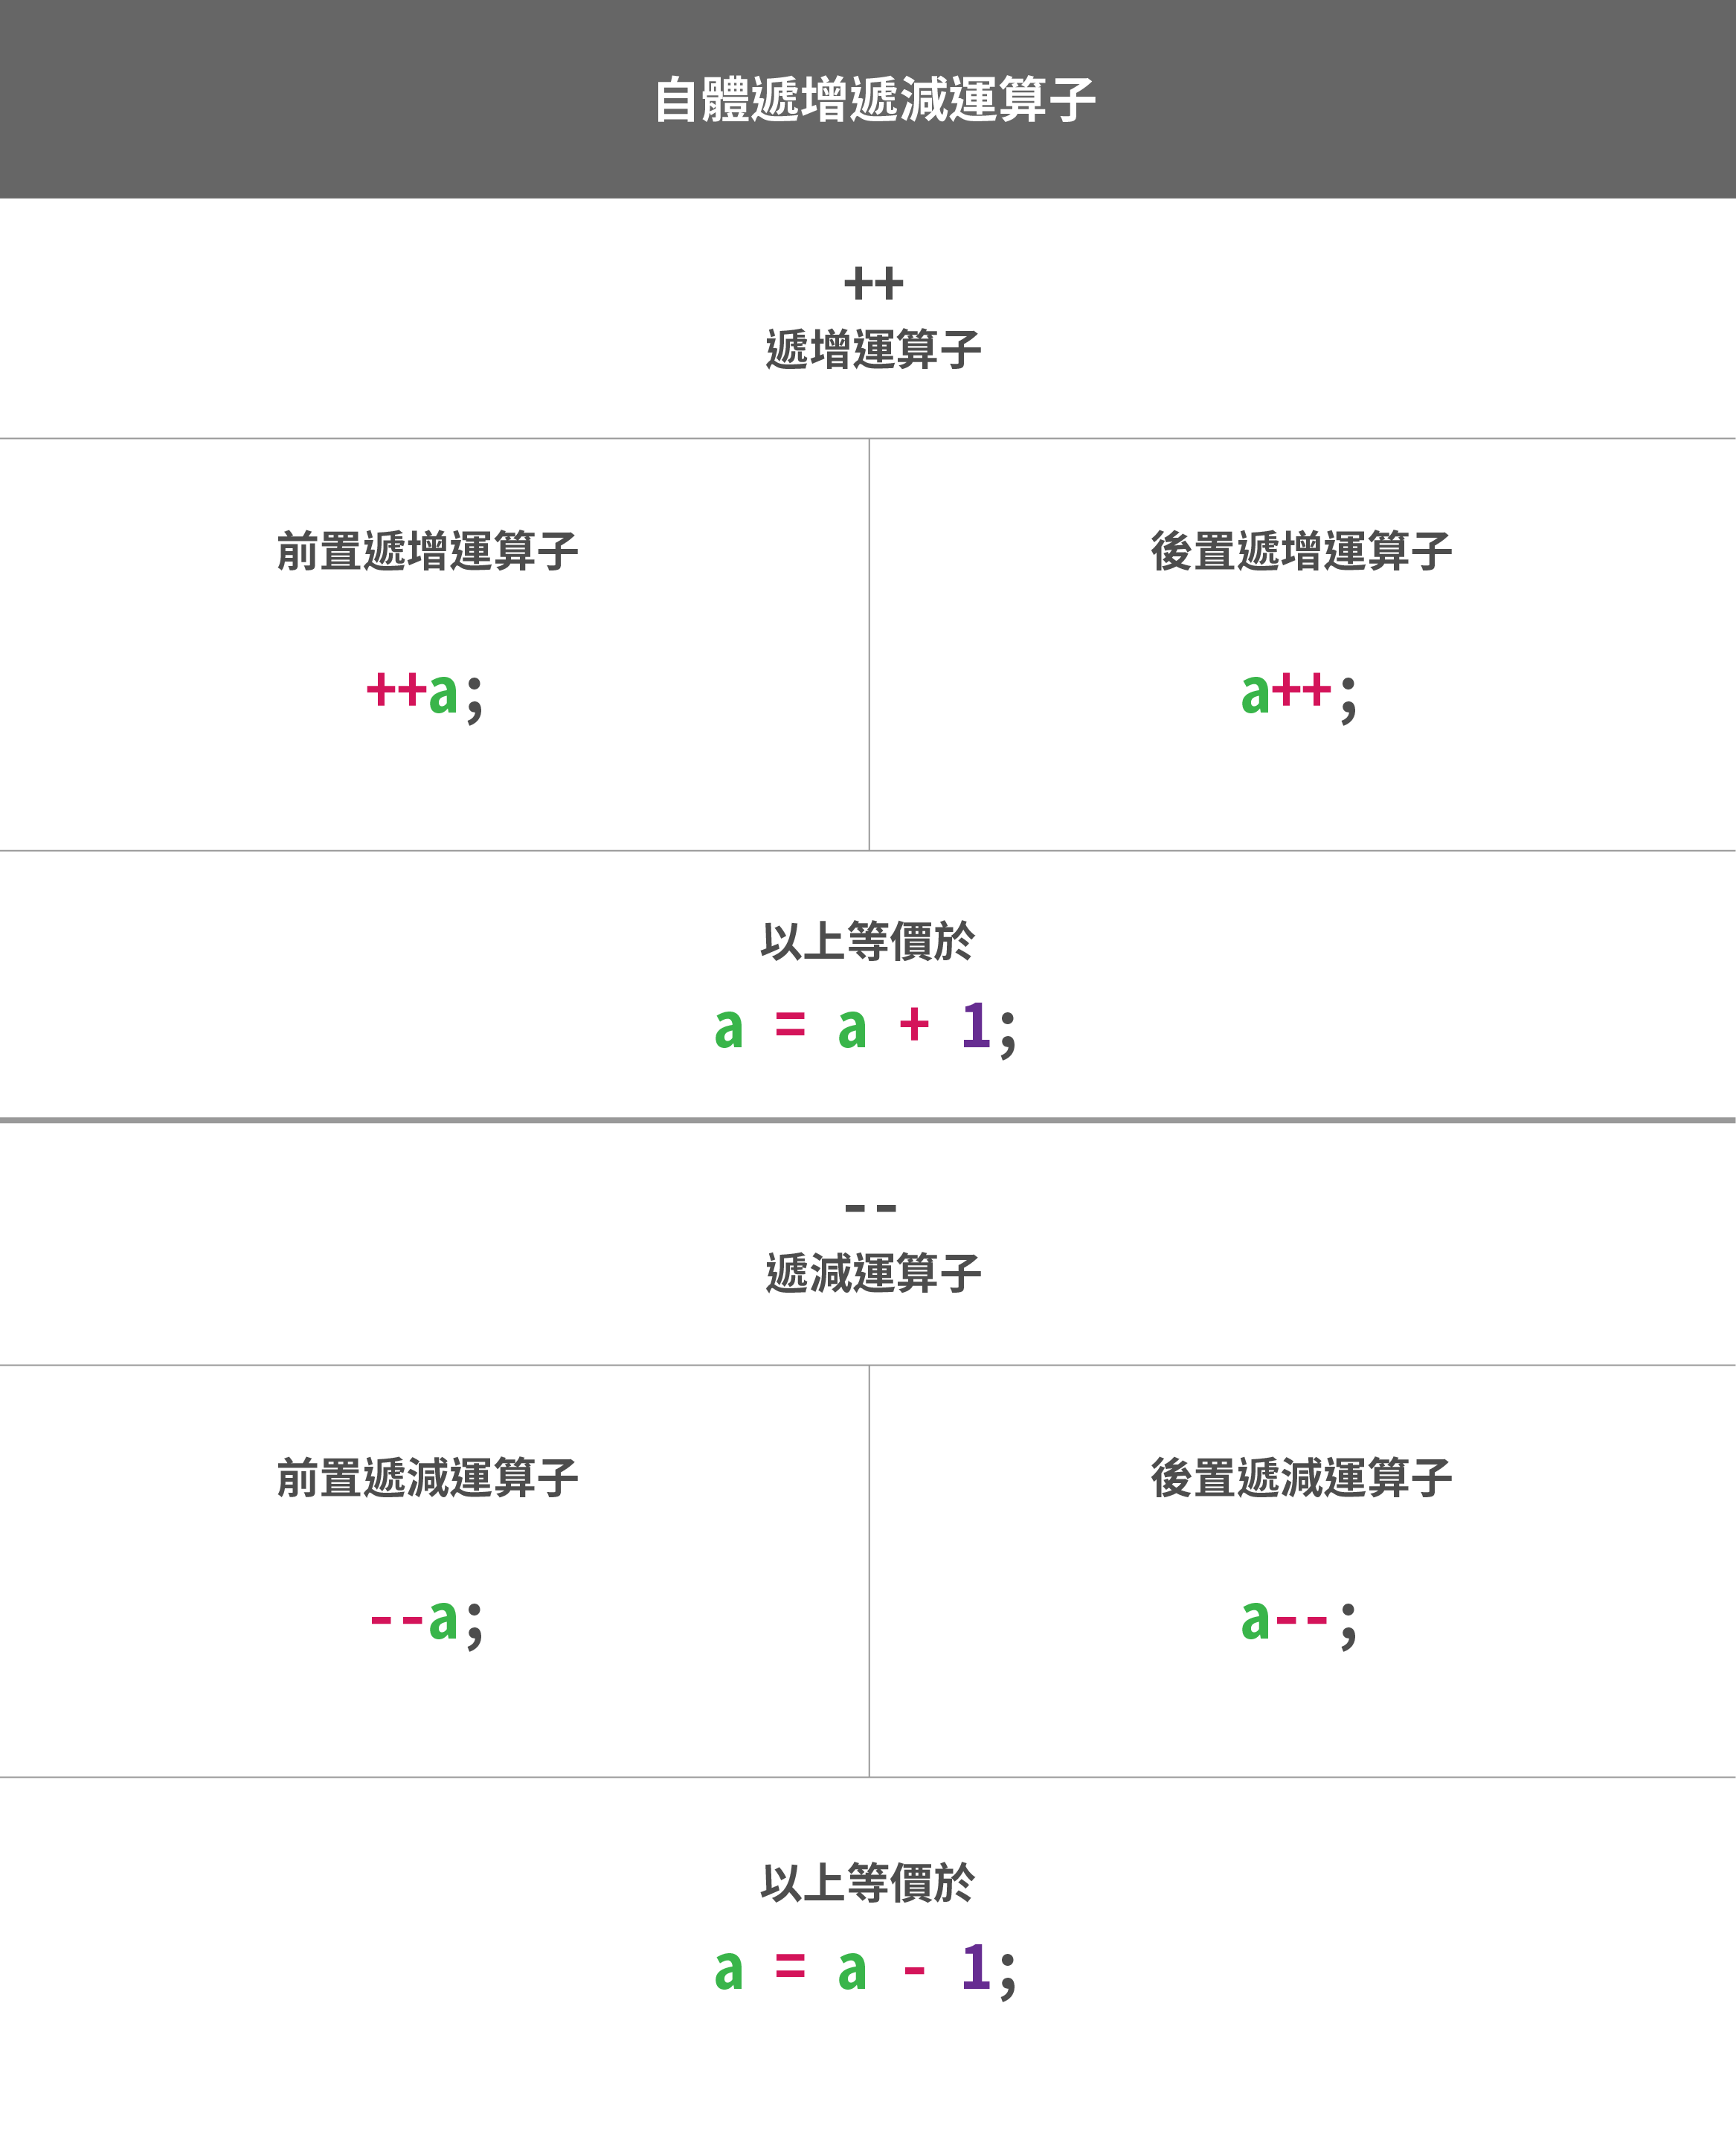 自體遞增遞減運算子
++
遞增運算子
前置遞增運算子
後置遞增運算子
++a;
a++;
以上等價於
a = a + 1;
--
遞減運算子
前置遞減運算子
後置遞減運算子
--a;
a--;
以上等價於
a = a - 1;